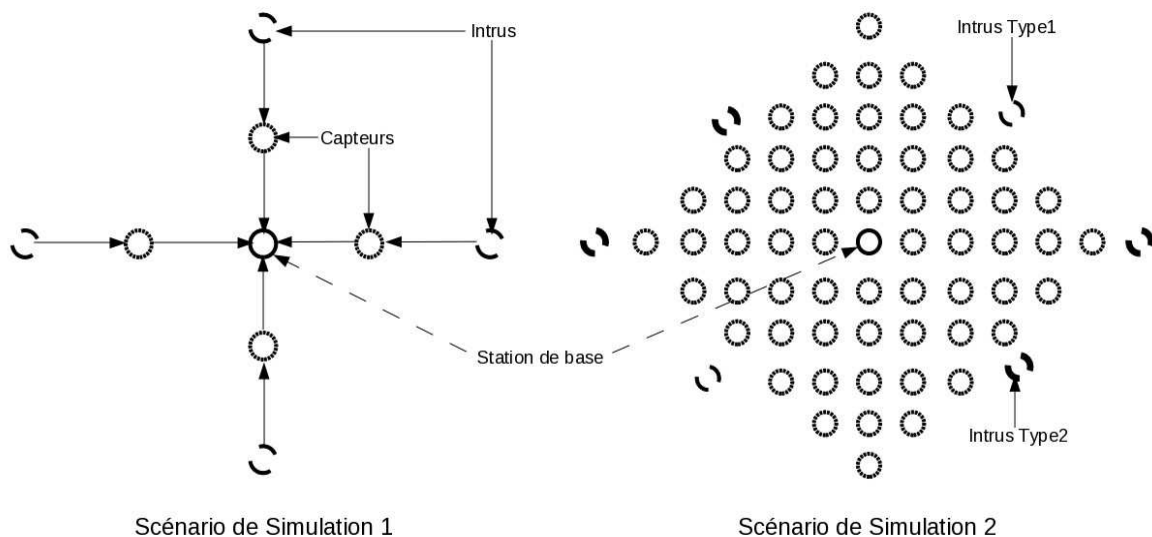 Intrus
Capteurs
Station de base
Intrus Type1
Intrus Type2
Scénario de Simulation 1
Scénario de Simulation 2